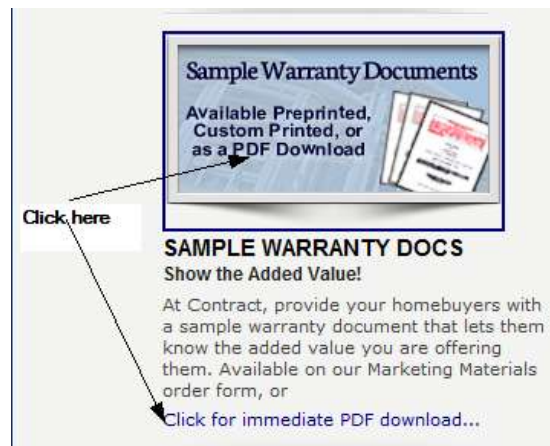 Sample Warranty Documents
Available Preprinted,
Custom Printed, or
as a PDF Download
Click here
SAMPLE WARRANTY DOCS
Show the Added Value!
At Contract, provide your homebuyers with
a sample warranty document that lets them
know the added value you are offering
them. Available on our Marketing Materials
order form, or
Click for immediate PDF download...